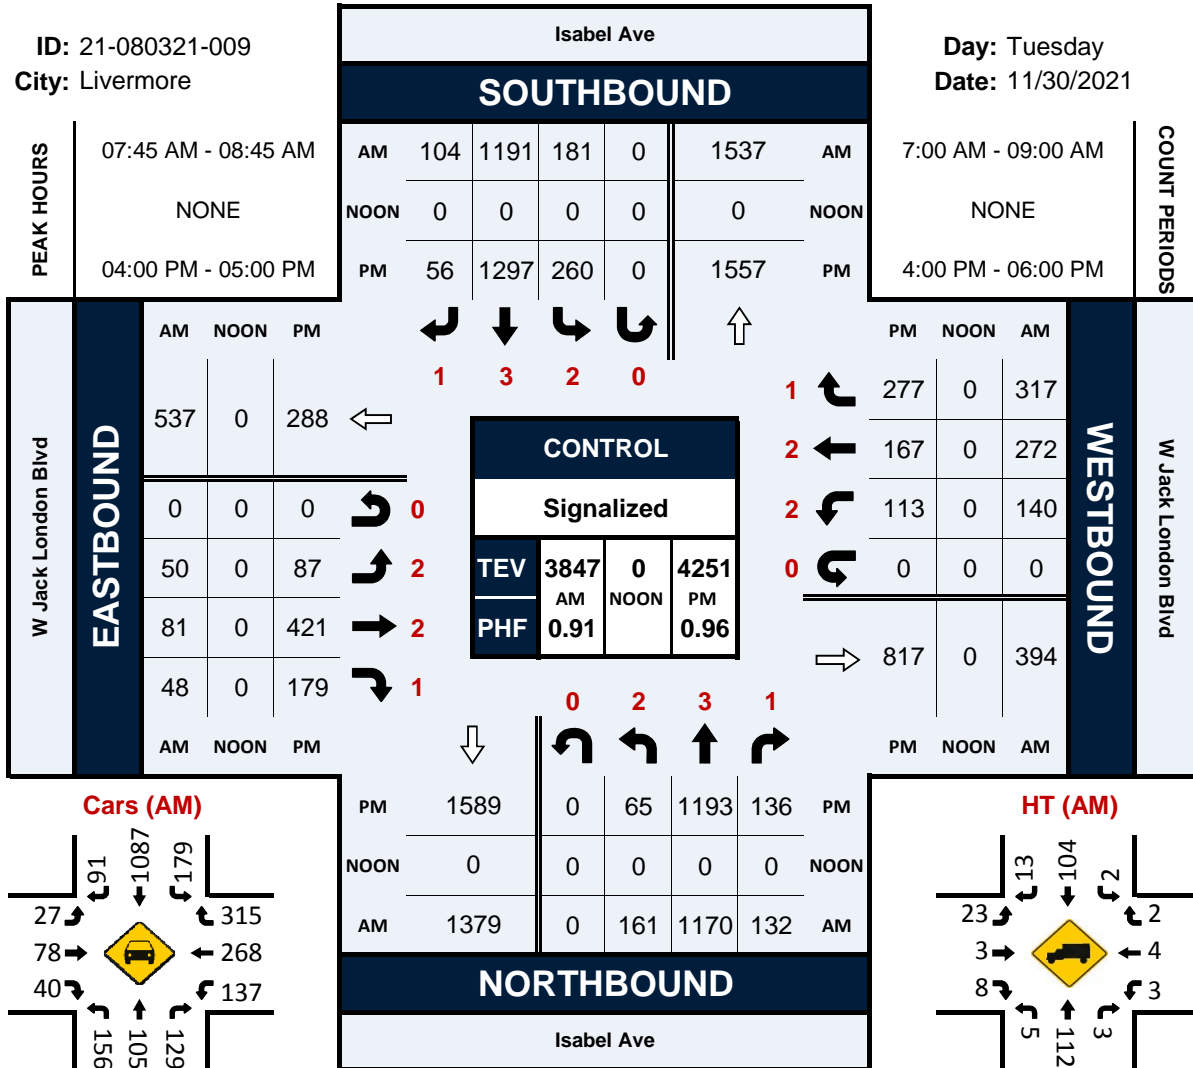 Isabel Ave
ID: 21-080321-009
Day: Tuesday
City: Livermore
Date: 11/30/2021
SOUTHBOUND
PEAK HOURS
07:45 AM - 08:45 AM
NONE
04:00 PM - 05:00 PM
AM 104 1191 181 0 1537 AM
NOON 0 0 0 0 0 NOON
PM 56 1297 260 0 1557 PM
7:00 AM - 09:00 AM
NONE
4:00 PM - 06:00 PM
COUNT PERIODS
1 3 2 0
W Jack London Blvd
EASTBOUND
AM NOON PM
537 0 288
0 0 0 0
50 0 87 2
81 0 421 2
48 0 179 1
AM NOON PM
CONTROL
Signalized
TEV 3847 0 4251
AM NOON PM
PHF 0.91 0.96
PM NOON AM
1 277 0 317
2 167 0 272
2 113 0 140
0 0 0 0
817 0 394
PM NOON AM
WESTBOUND
W Jack London Blvd
0 2 3 1
PM 1589 0 65 1193 136 PM
NOON 0 0 0 0 0 NOON
AM 1379 0 161 1170 132 AM
NORTHBOUND
Isabel Ave
Cars (AM)
91 1087 179
27 315
78 268
40 137
156 129
HT (AM)
13 104 2
23 2
3 4
8 3
5 112 3